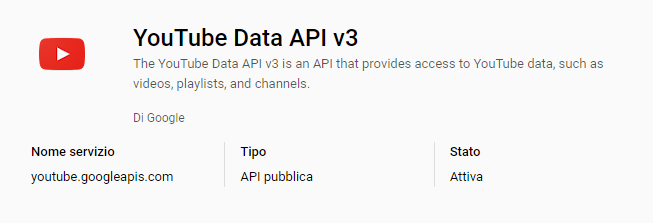 YouTube Data API v3
The YouTube Data API v3 is an API that provides access to YouTube data, such as
videos, playlists, and channels.
Di Google
Nome servizio
youtube.googleapis.com
Tipo
API pubblica
Stato
Attiva